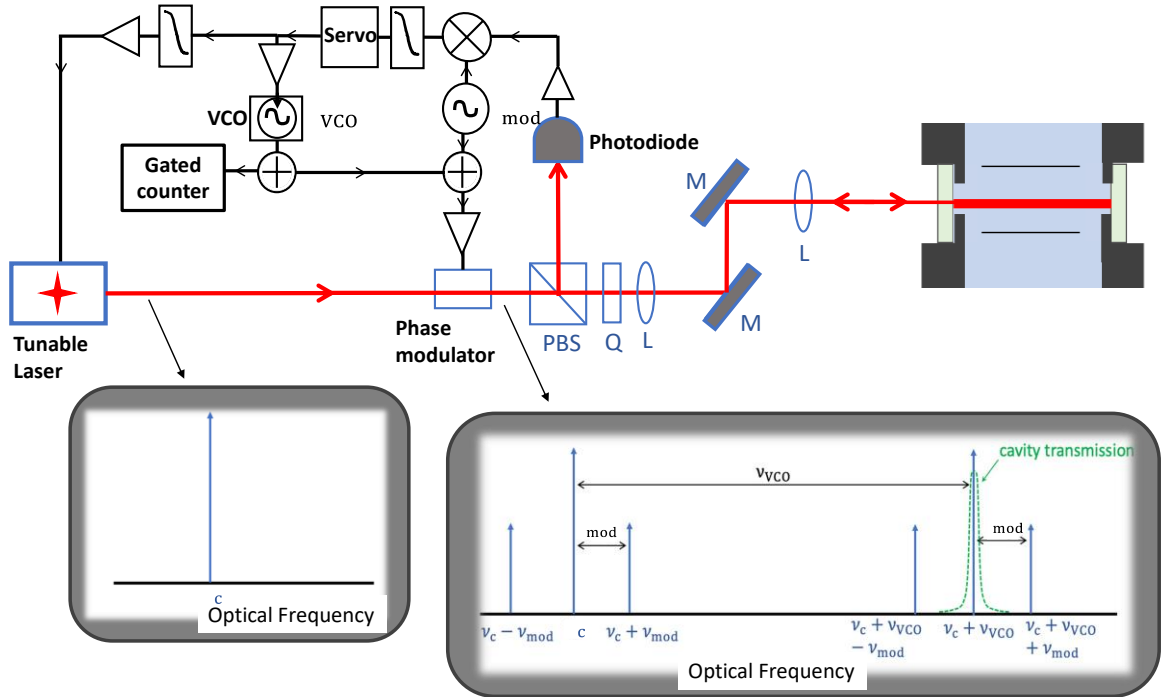 Servo
VCO
VCO
mod
Photodiode
Gated
counter
M
L
M
Tunable
Laser
Phase
modulator
PBS
Q
L
c
Optical Frequency
cavity transmission
νVCO
mod
mod
νc − νmod
c
νc + νmod
νc + νVCO
− νmod
νc + νVCO
νc + νVCO
+ νmod
Optical Frequency